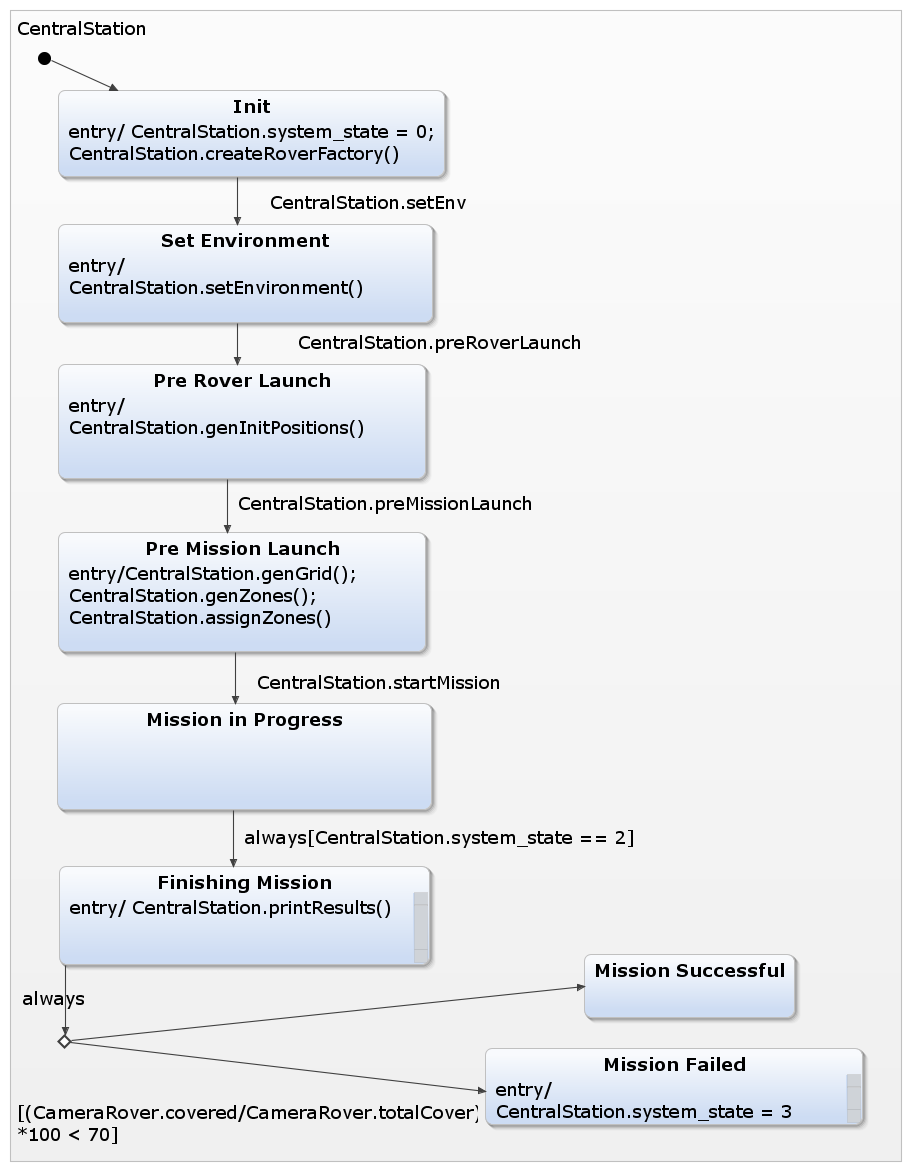 CentralStation
Init
entry/ CentralStation.system_state = 0;
CentralStation.createRoverFactory()
CentralStation.setEnv
Set Environment
entry/
CentralStation.setEnvironment()
CentralStation.preRoverLaunch
Pre Rover Launch
entry/
CentralStation.genInitPositions()
CentralStation.preMissionLaunch
Pre Mission Launch
entry/CentralStation.genGrid();
CentralStation.genZones();
CentralStation.assignZones()
CentralStation.startMission
Mission in Progress
always[CentralStation.system_state == 2]
Finishing Mission
entry/ CentralStation.printResults()
always
Mission Successful
Mission Failed
entry/
CentralStation.system_state = 3
[(CameraRover.covered/CameraRover.totalCover)
*100 < 70]